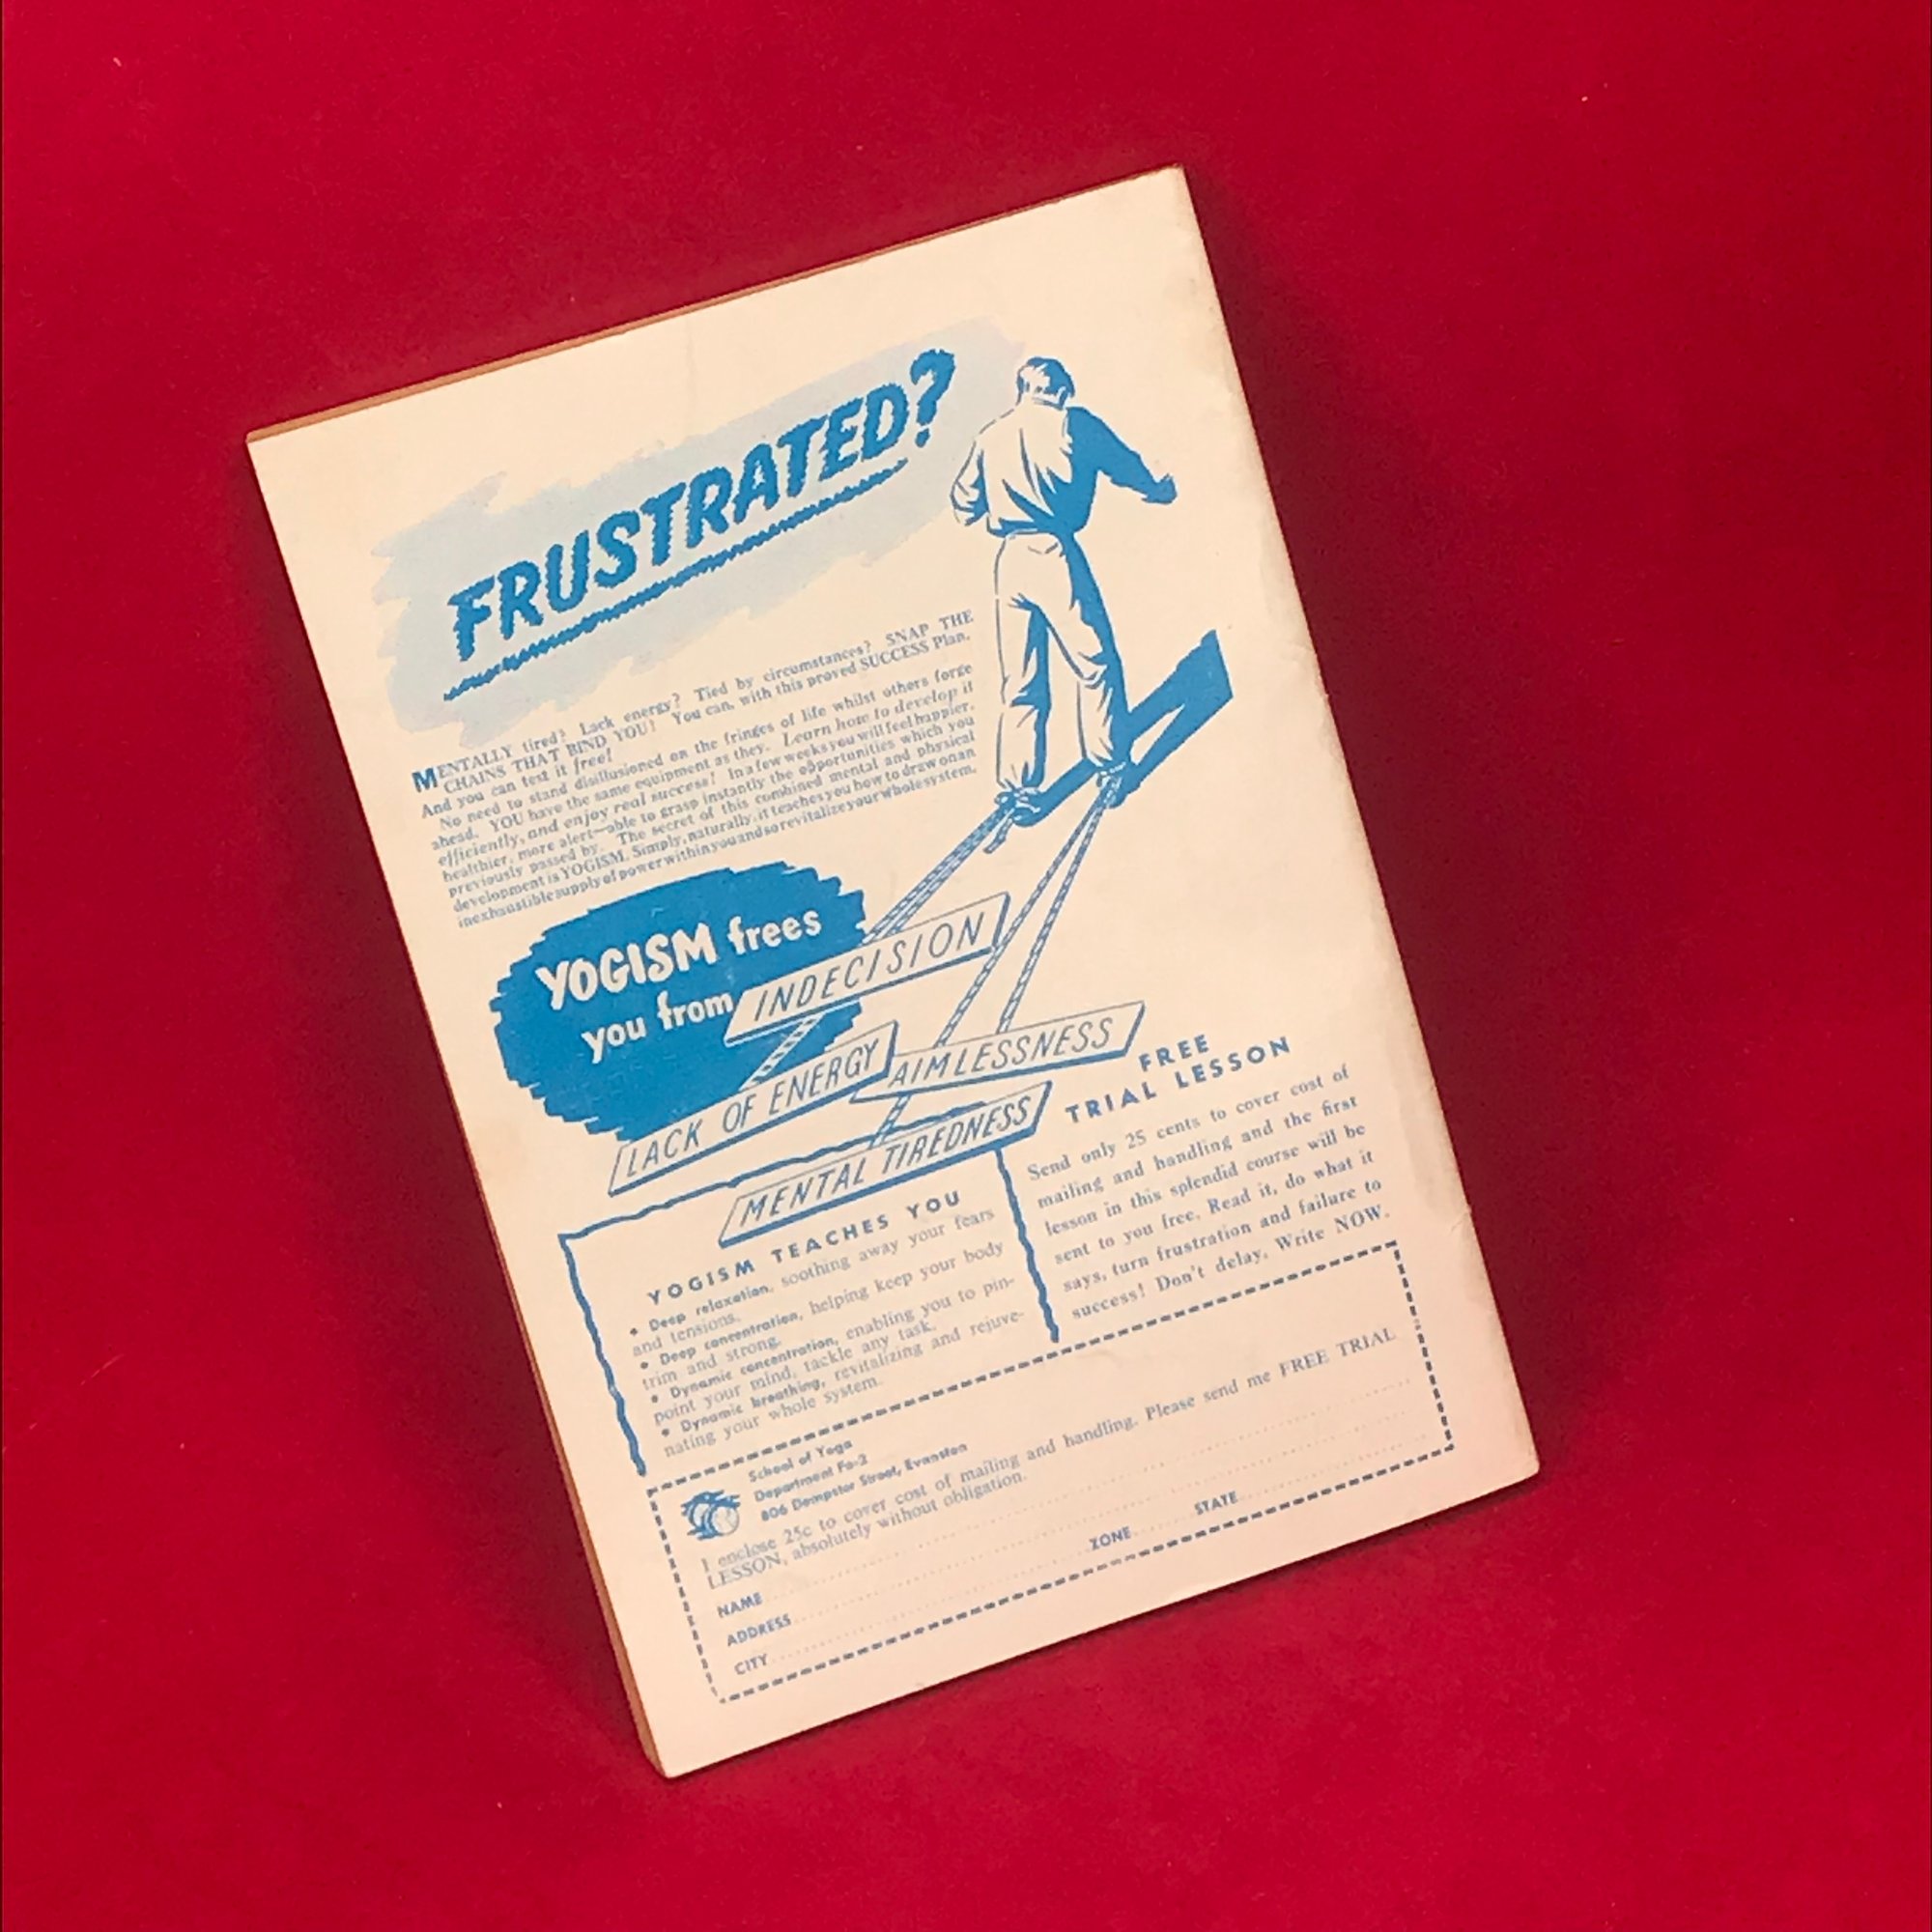 FRUSTRATED?
MENTALLY tired? Lack energy? Tied by circumstances? SNAP THE
CHAINS THAT BIND YOU! You can, with this proved SUCCESS Plan.
And you can test it free!
No need to stand disillusioned on the fringes of life whilst others forge
ahead. YOU have the same equipment as they. Learn how to develop it
efficiently, and enjoy real success! In a few weeks you will feel happier,
healthier, more alert—able to grasp instantly the opportunities which you
previously passed by. The secret of this combined mental and physical
development is YOGISM. Simply, naturally, it teaches you how to draw on an
inexhaustible supply of power within you and so revitalize your whole system.
YOGISM frees
you from
INDECISION
LACK OF ENERGY
AIMLESSNESS
MENTAL TIREDNESS
YOGISM TEACHES YOU
• Deep relaxation, soothing away your fears
and tensions.
• Deep concentration, helping keep your body
trim and strong.
• Dynamic concentration, enabling you to pin-
point your mind, tackle any task.
• Dynamic breathing, revitalizing and rejuve-
nating your whole system.
FREE
TRIAL LESSON
Send only 25 cents to cover cost of
mailing and handling and the first
lesson in this splendid course will be
sent to you free. Read it, do what it
says, turn frustration and failure to
success! Don't delay, Write NOW.
School of Yoga
Department Fa-2
806 Dempster Street, Evanston
I enclose 25c to cover cost of mailing and handling. Please send me FREE TRIAL
LESSON, absolutely without obligation.
NAME
ADDRESS
CITY ZONE STATE